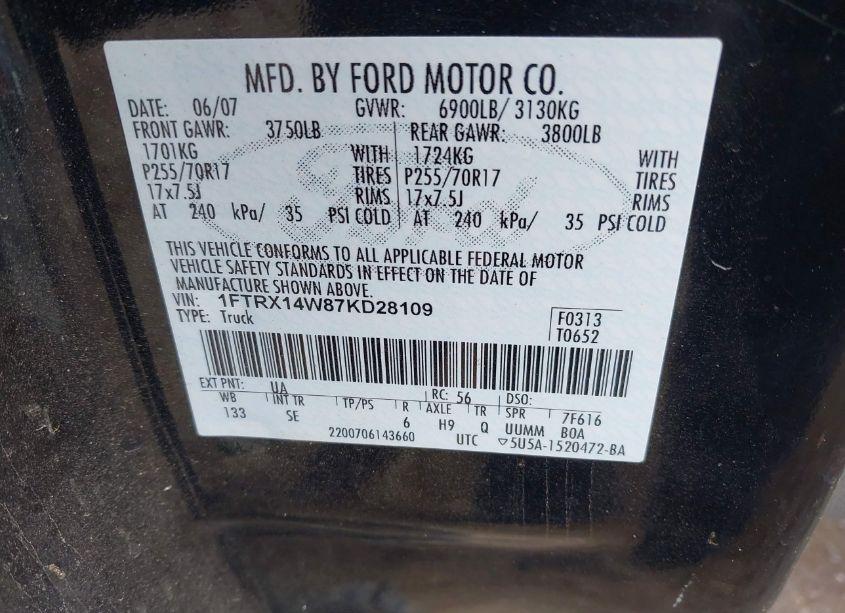 MFD. BY FORD MOTOR CO.
DATE: 06/07 GVWR: 6900LB/ 3130KG
FRONT GAWR: 3750LB REAR GAWR: 3800LB
1701KG WITH 1724KG WITH
P255/70R17 TIRES P255/70R17 TIRES
17x7.5J RIMS 17x7.5J RIMS
AT 240 kPa/ 35 PSI COLD AT 240 kPa/ 35 PSI COLD
THIS VEHICLE CONFORMS TO ALL APPLICABLE FEDERAL MOTOR
VEHICLE SAFETY STANDARDS IN EFFECT ON THE DATE OF
MANUFACTURE SHOWN ABOVE.
VIN: 1FTRX14W87KD28109
TYPE: Truck
F0313
T0652
EXT PNT: UA RC: 56 DSO:
WB INT TR TP/PS R AXLE TR SPR 7F616
133 SE 6 H9 Q UUMM BOA
2200706143660 UTC ▽5U5A-1520472-BA
Ford